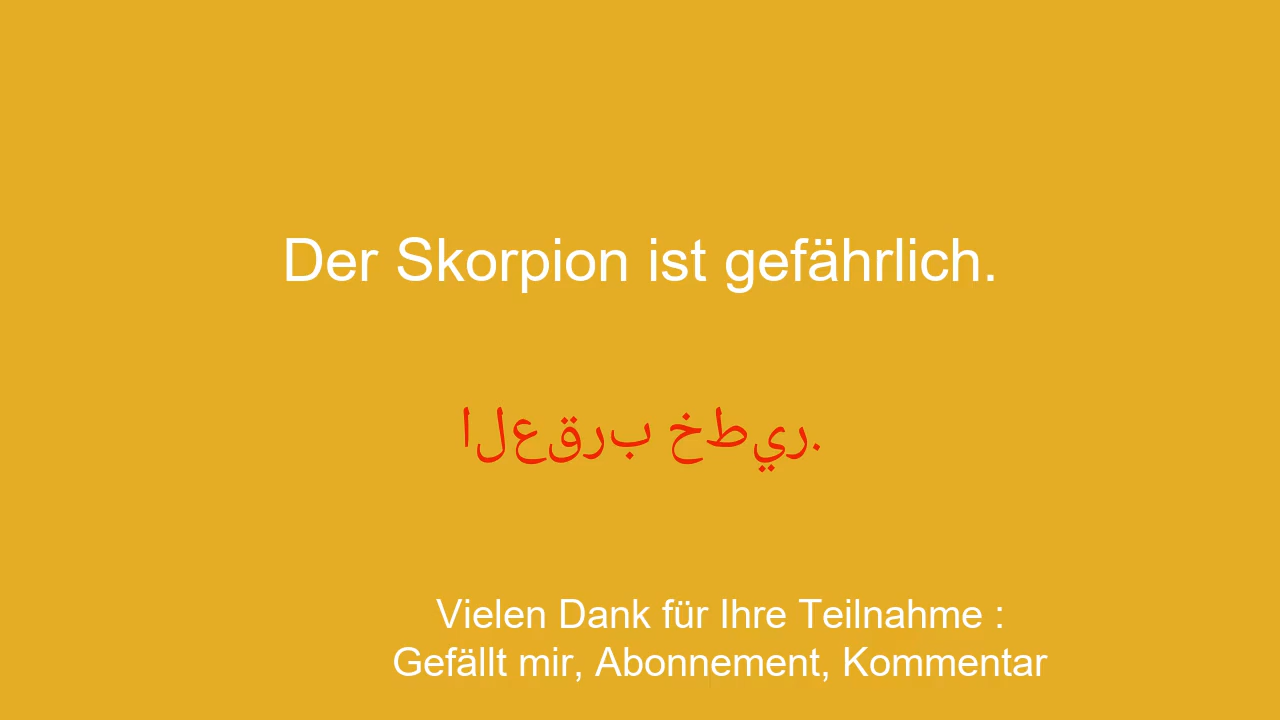 Der Skorpion ist gefährlich.
العقرب خطير.
Vielen Dank für Ihre Teilnahme :
Gefällt mir, Abonnement, Kommentar